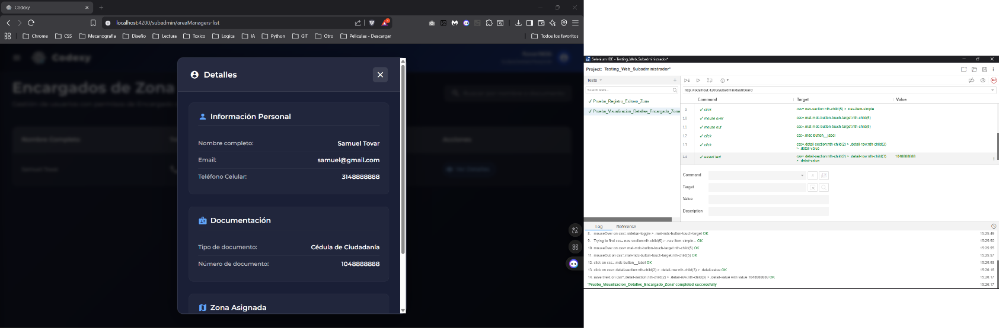 Codexy
localhost:4200/subadmin/areaManagers-list
Chrome
CSS
Mecanografia
Diseño
Lectura
Toxico
Logica
IA
Python
GIT
Otro
Peliculas - Descargar
Todos los favoritos
Codexy
Encargados de Zona
Nombre Completo
Acciones
Samuel Tovar
Ver Detalles
Detalles
Información Personal
Nombre completo: Samuel Tovar
Email: samuel@gmail.com
Teléfono Celular: 3148888888
Documentación
Tipo de documento: Cédula de Ciudadanía
Número de documento: 1048888888
Zona Asignada
Selenium IDE - Testing_Web_Subadministrador*
Project: Testing_Web_Subadministrador*
Tests
Search tests...
✓ Prueba_Registro_Exitoso_Zona
✓ Prueba_Visualizacion_Detalles_Encargado_Zona
REC
http://localhost:4200/subadmin/dashboard
Command Target Value
9 ✓ click css=.nav-section:nth-child(5) > .nav-item-simple
10 ✓ mouse over css=.mat-mdc-button-touch-target:nth-child(5)
11 ✓ mouse out css=.mat-mdc-button-touch-target:nth-child(5)
12 ✓ click css=.mdc-button__label
13 ✓ click css=.detail-section:nth-child(2) > .detail-row:nth-child(3)
> .detail-value
14 ✓ assert text css=.detail-section:nth-child(2) > .detail-row:nth-child(3) 1048888888
> .detail-value
Command
//
Target
Value
Description
Log Reference
8. mouseOver on css=.sidebar-toggle > .mat-mdc-button-touch-target OK 15:25:49
9. Trying to find css=.nav-section:nth-child(5) > .nav-item-simple... OK 15:25:50
10. mouseOver on css=.mat-mdc-button-touch-target:nth-child(5) OK 15:25:55
11. mouseOut on css=.mat-mdc-button-touch-target:nth-child(5) OK 15:25:57
12. click on css=.mdc-button__label OK 15:25:58
13. click on css=.detail-section:nth-child(2) > .detail-row:nth-child(3) > .detail-value OK 15:26:16
14. assertText on css=.detail-section:nth-child(2) > .detail-row:nth-child(3) > .detail-value with value 1048888888 OK 15:26:17
'Prueba_Visualizacion_Detalles_Encargado_Zona' completed successfully 15:26:17